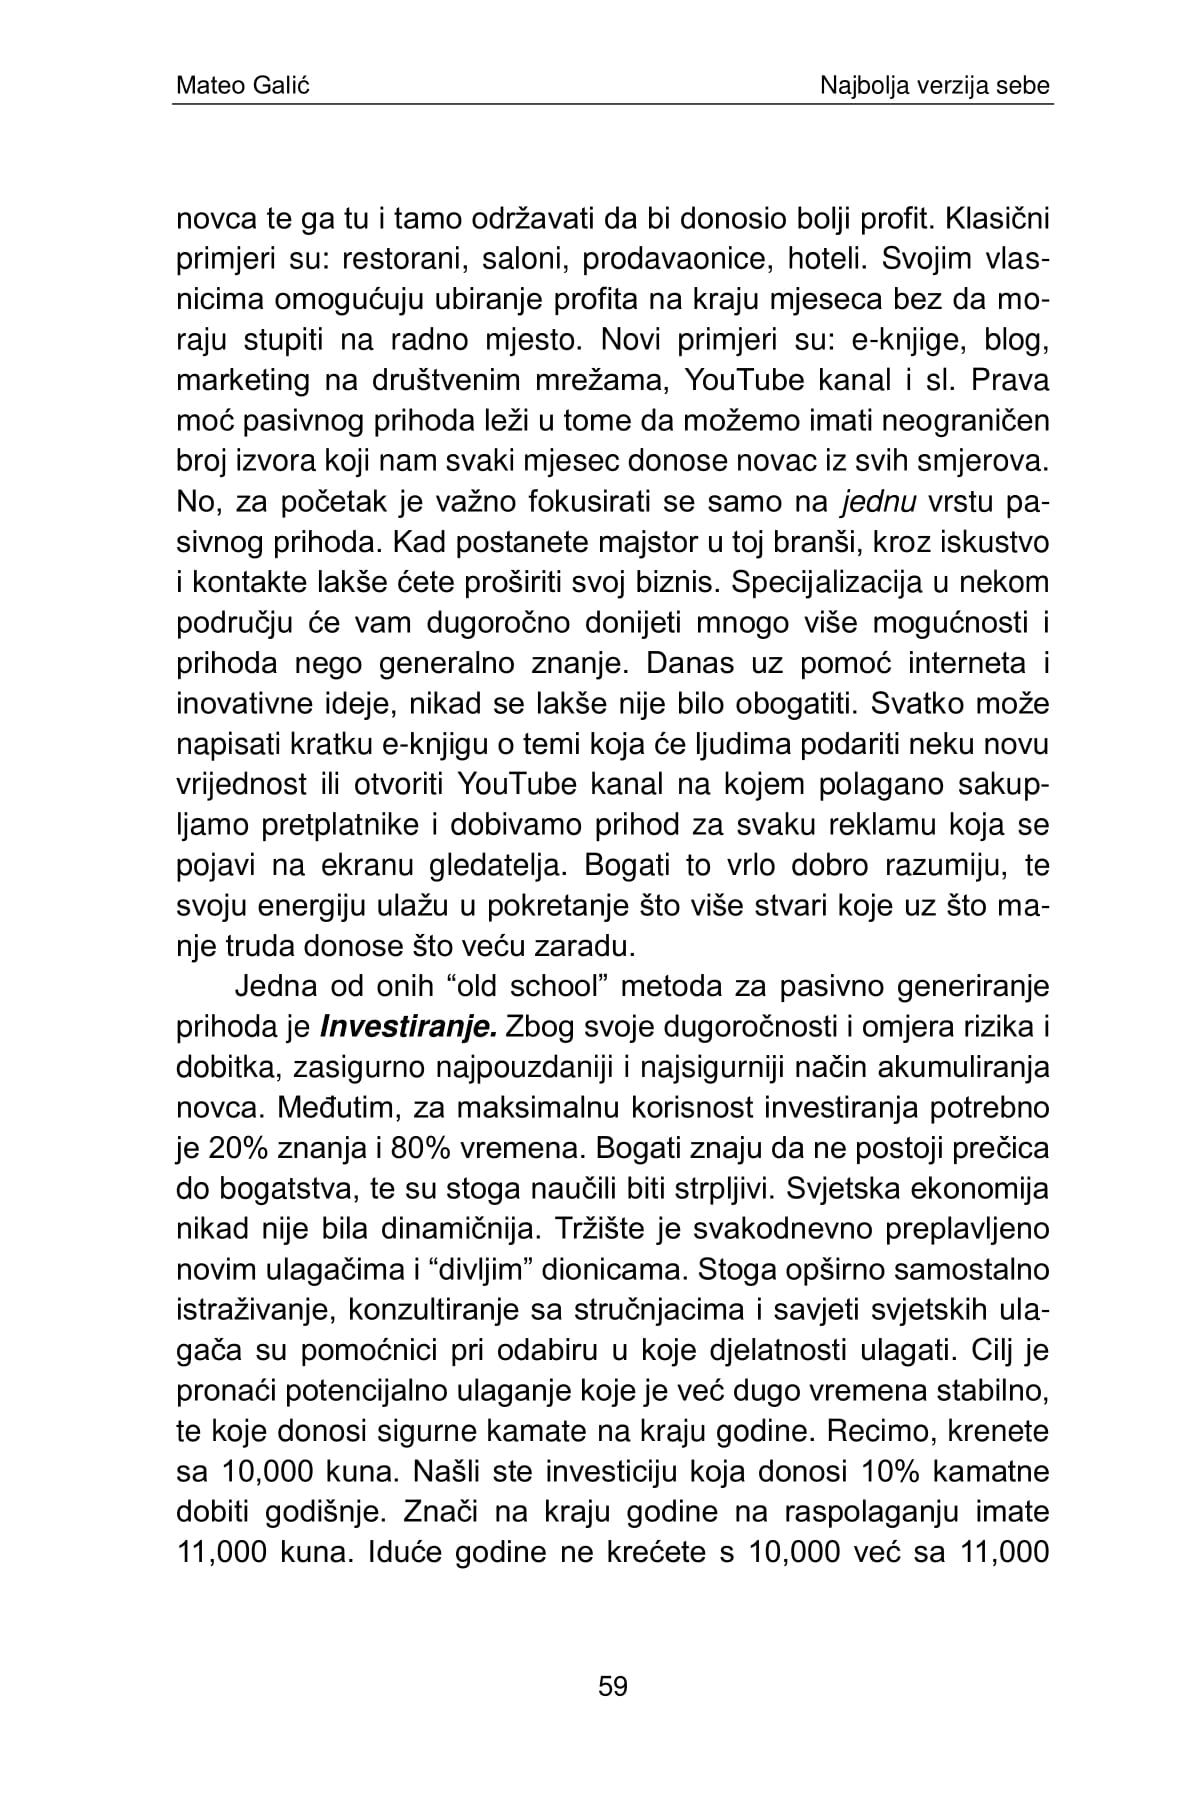 Mateo Galić Najbolja verzija sebe
novca te ga tu i tamo održavati da bi donosio bolji profit. Klasični
primjeri su: restorani, saloni, prodavaonice, hoteli. Svojim vlas-
nicima omogućuju ubiranje profita na kraju mjeseca bez da mo-
raju stupiti na radno mjesto. Novi primjeri su: e-knjige, blog,
marketing na društvenim mrežama, YouTube kanal i sl. Prava
moć pasivnog prihoda leži u tome da možemo imati neograničen
broj izvora koji nam svaki mjesec donose novac iz svih smjerova.
No, za početak je važno fokusirati se samo na jednu vrstu pa-
sivnog prihoda. Kad postanete majstor u toj branši, kroz iskustvo
i kontakte lakše ćete proširiti svoj biznis. Specijalizacija u nekom
području će vam dugoročno donijeti mnogo više mogućnosti i
prihoda nego generalno znanje. Danas uz pomoć interneta i
inovativne ideje, nikad se lakše nije bilo obogatiti. Svatko može
napisati kratku e-knjigu o temi koja će ljudima podariti neku novu
vrijednost ili otvoriti YouTube kanal na kojem polagano sakup-
ljamo pretplatnike i dobivamo prihod za svaku reklamu koja se
pojavi na ekranu gledatelja. Bogati to vrlo dobro razumiju, te
svoju energiju ulažu u pokretanje što više stvari koje uz što ma-
nje truda donose što veću zaradu.
Jedna od onih “old school” metoda za pasivno generiranje
prihoda je Investiranje. Zbog svoje dugoročnosti i omjera rizika i
dobitka, zasigurno najpouzdaniji i najsigurniji način akumuliranja
novca. Međutim, za maksimalnu korisnost investiranja potrebno
je 20% znanja i 80% vremena. Bogati znaju da ne postoji prečica
do bogatstva, te su stoga naučili biti strpljivi. Svjetska ekonomija
nikad nije bila dinamičnija. Tržište je svakodnevno preplavljeno
novim ulagačima i “divljim” dionicama. Stoga opširno samostalno
istraživanje, konzultiranje sa stručnjacima i savjeti svjetskih ula-
gača su pomoćnici pri odabiru u koje djelatnosti ulagati. Cilj je
pronaći potencijalno ulaganje koje je već dugo vremena stabilno,
te koje donosi sigurne kamate na kraju godine. Recimo, krenete
sa 10,000 kuna. Našli ste investiciju koja donosi 10% kamatne
dobiti godišnje. Znači na kraju godine na raspolaganju imate
11,000 kuna. Iduće godine ne krećete s 10,000 već sa 11,000
59